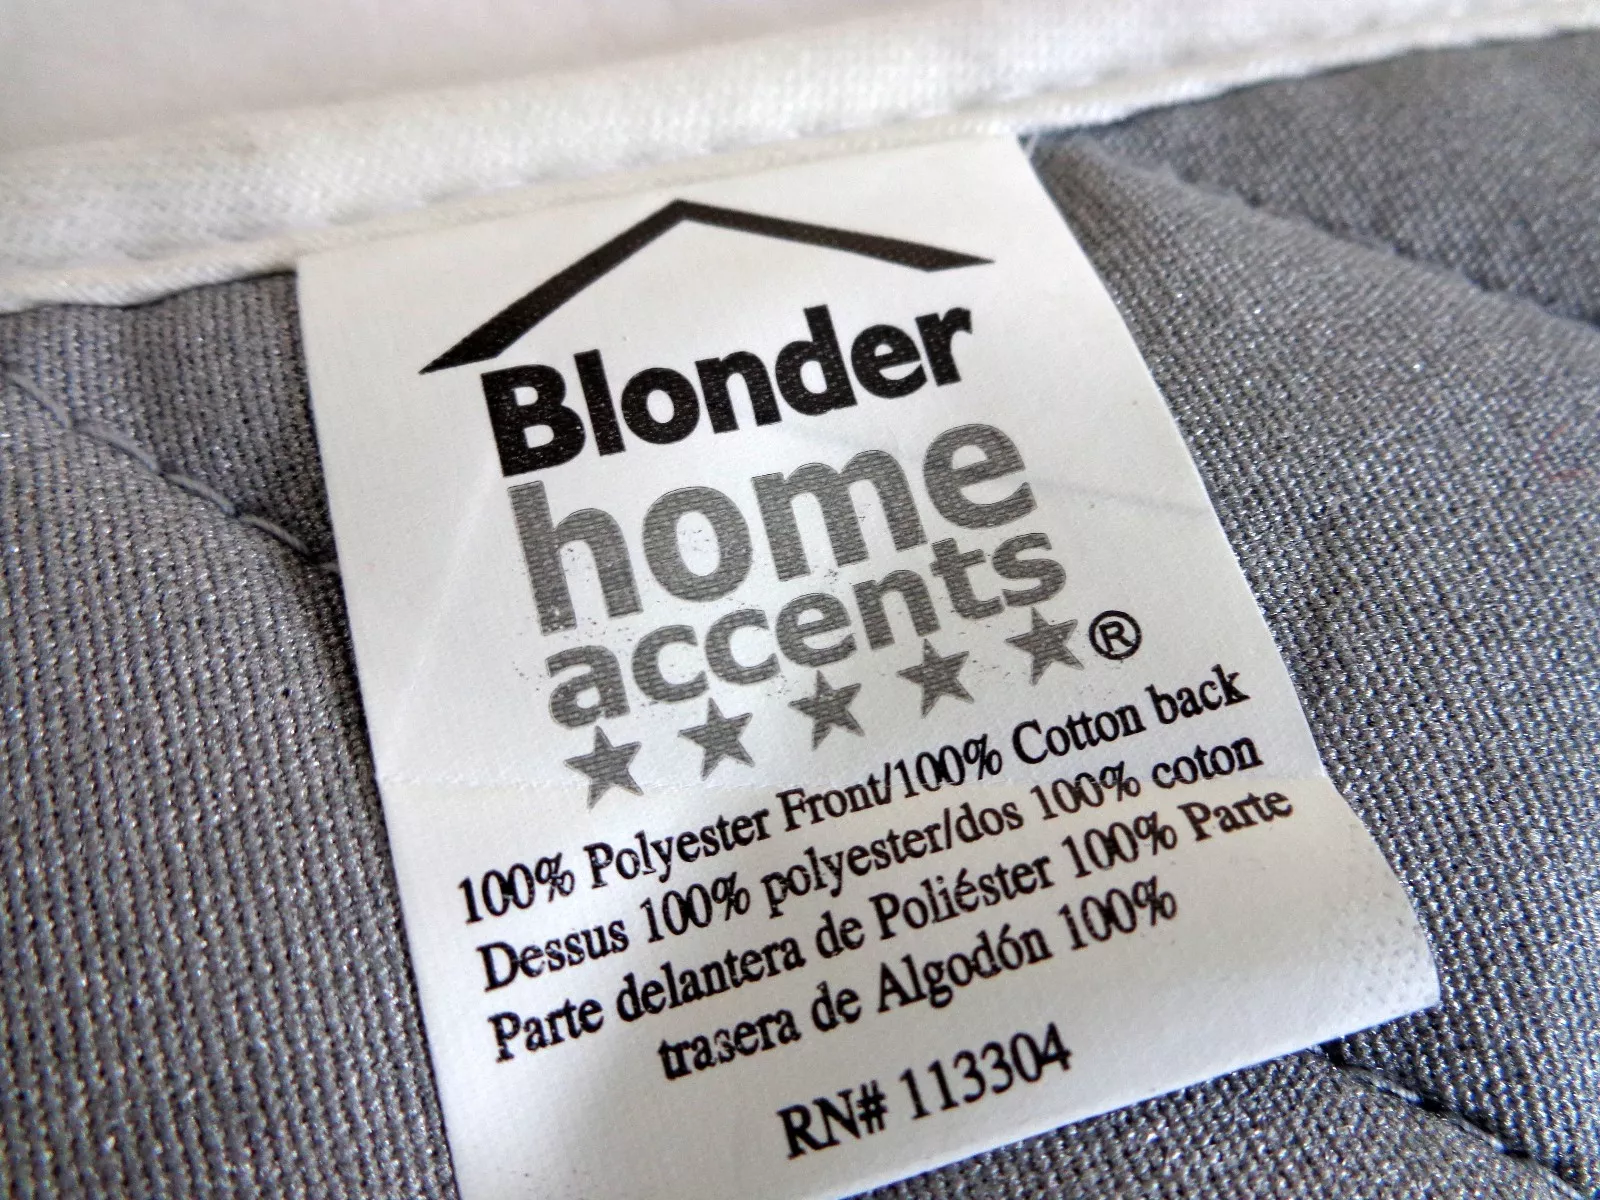 Blonder
home
accents
®
100% Polyester Front/100% Cotton back
Dessus 100% polyester/dos 100% coton
Parte delantera de Poliéster 100% Parte
trasera de Algodón 100%
RN# 113304